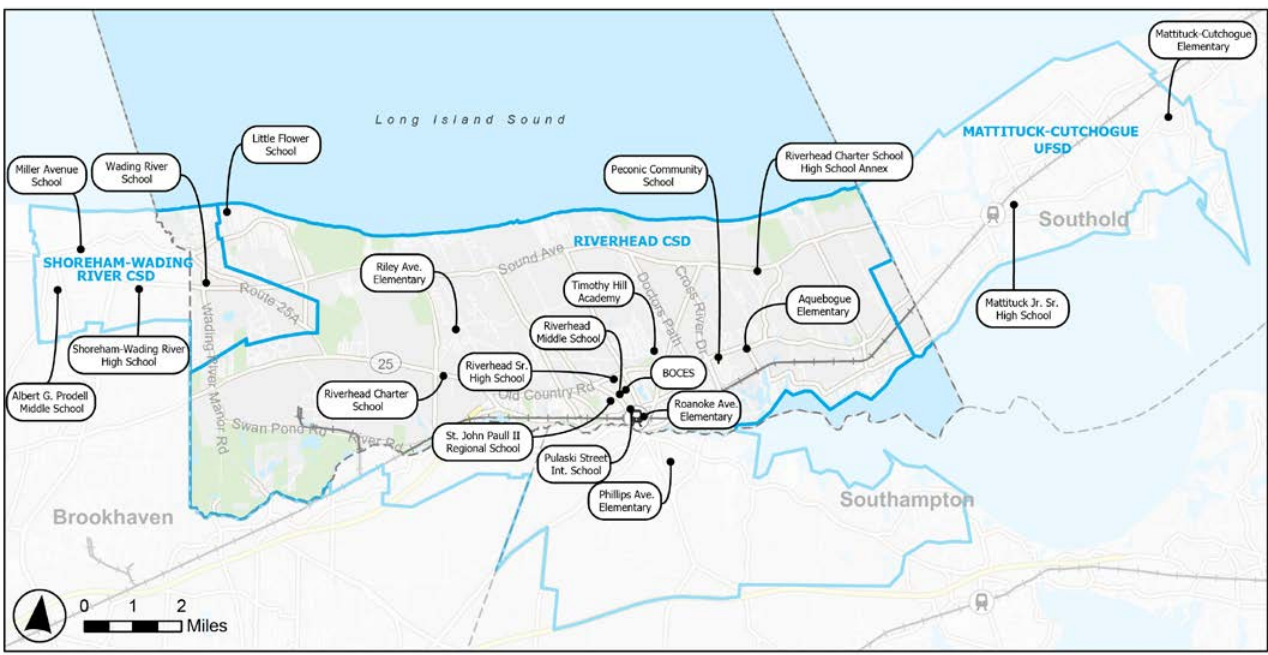 Mattituck-Cutchogue
Elementary
Long Island Sound
MATTITUCK-CUTCHOGUE
UFSD
Little Flower
School
Miller Avenue
School
Wading River
School
Peconic Community
School
Riverhead Charter School
High School Annex
Southold
RIVERHEAD CSD
SHOREHAM-WADING
RIVER CSD
Riley Ave.
Elementary
Sound Ave
Timothy Hill
Academy
Doctors Path
Cross River Dr
Aquebogue
Elementary
Mattituck Jr. Sr.
High School
Route 25A
Wading River Manor Rd
Riverhead
Middle School
Shoreham-Wading River
High School
25
Riverhead Sr.
High School
BOCES
Albert G. Prodell
Middle School
Riverhead Charter
School
Old Country Rd
Roanoke Ave.
Elementary
Swan Pond Rd
River Rd
St. John Paull II
Regional School
Pulaski Street
Int. School
Phillips Ave.
Elementary
Southampton
Brookhaven
0 1 2
Miles